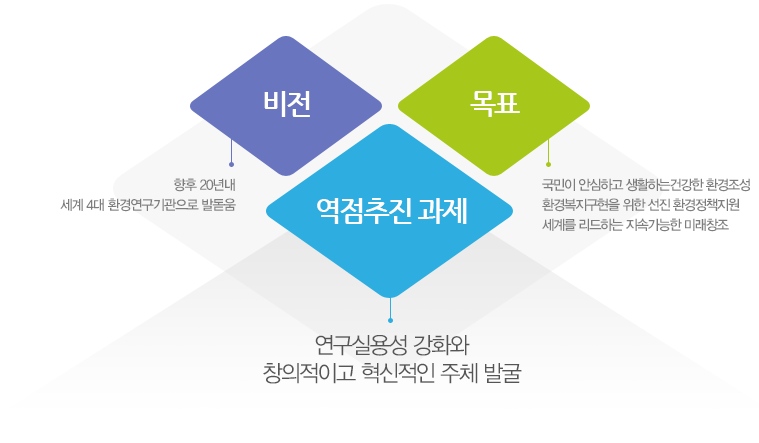 비전
목표
역점추진 과제
향후 20년내
세계 4대 환경연구기관으로 발돋움
국민이 안심하고 생활하는건강한 환경조성
환경복지구현을 위한 선진 환경정책지원
세계를 리드하는 지속가능한 미래창조
연구실용성 강화와
창의적이고 혁신적인 주체 발굴